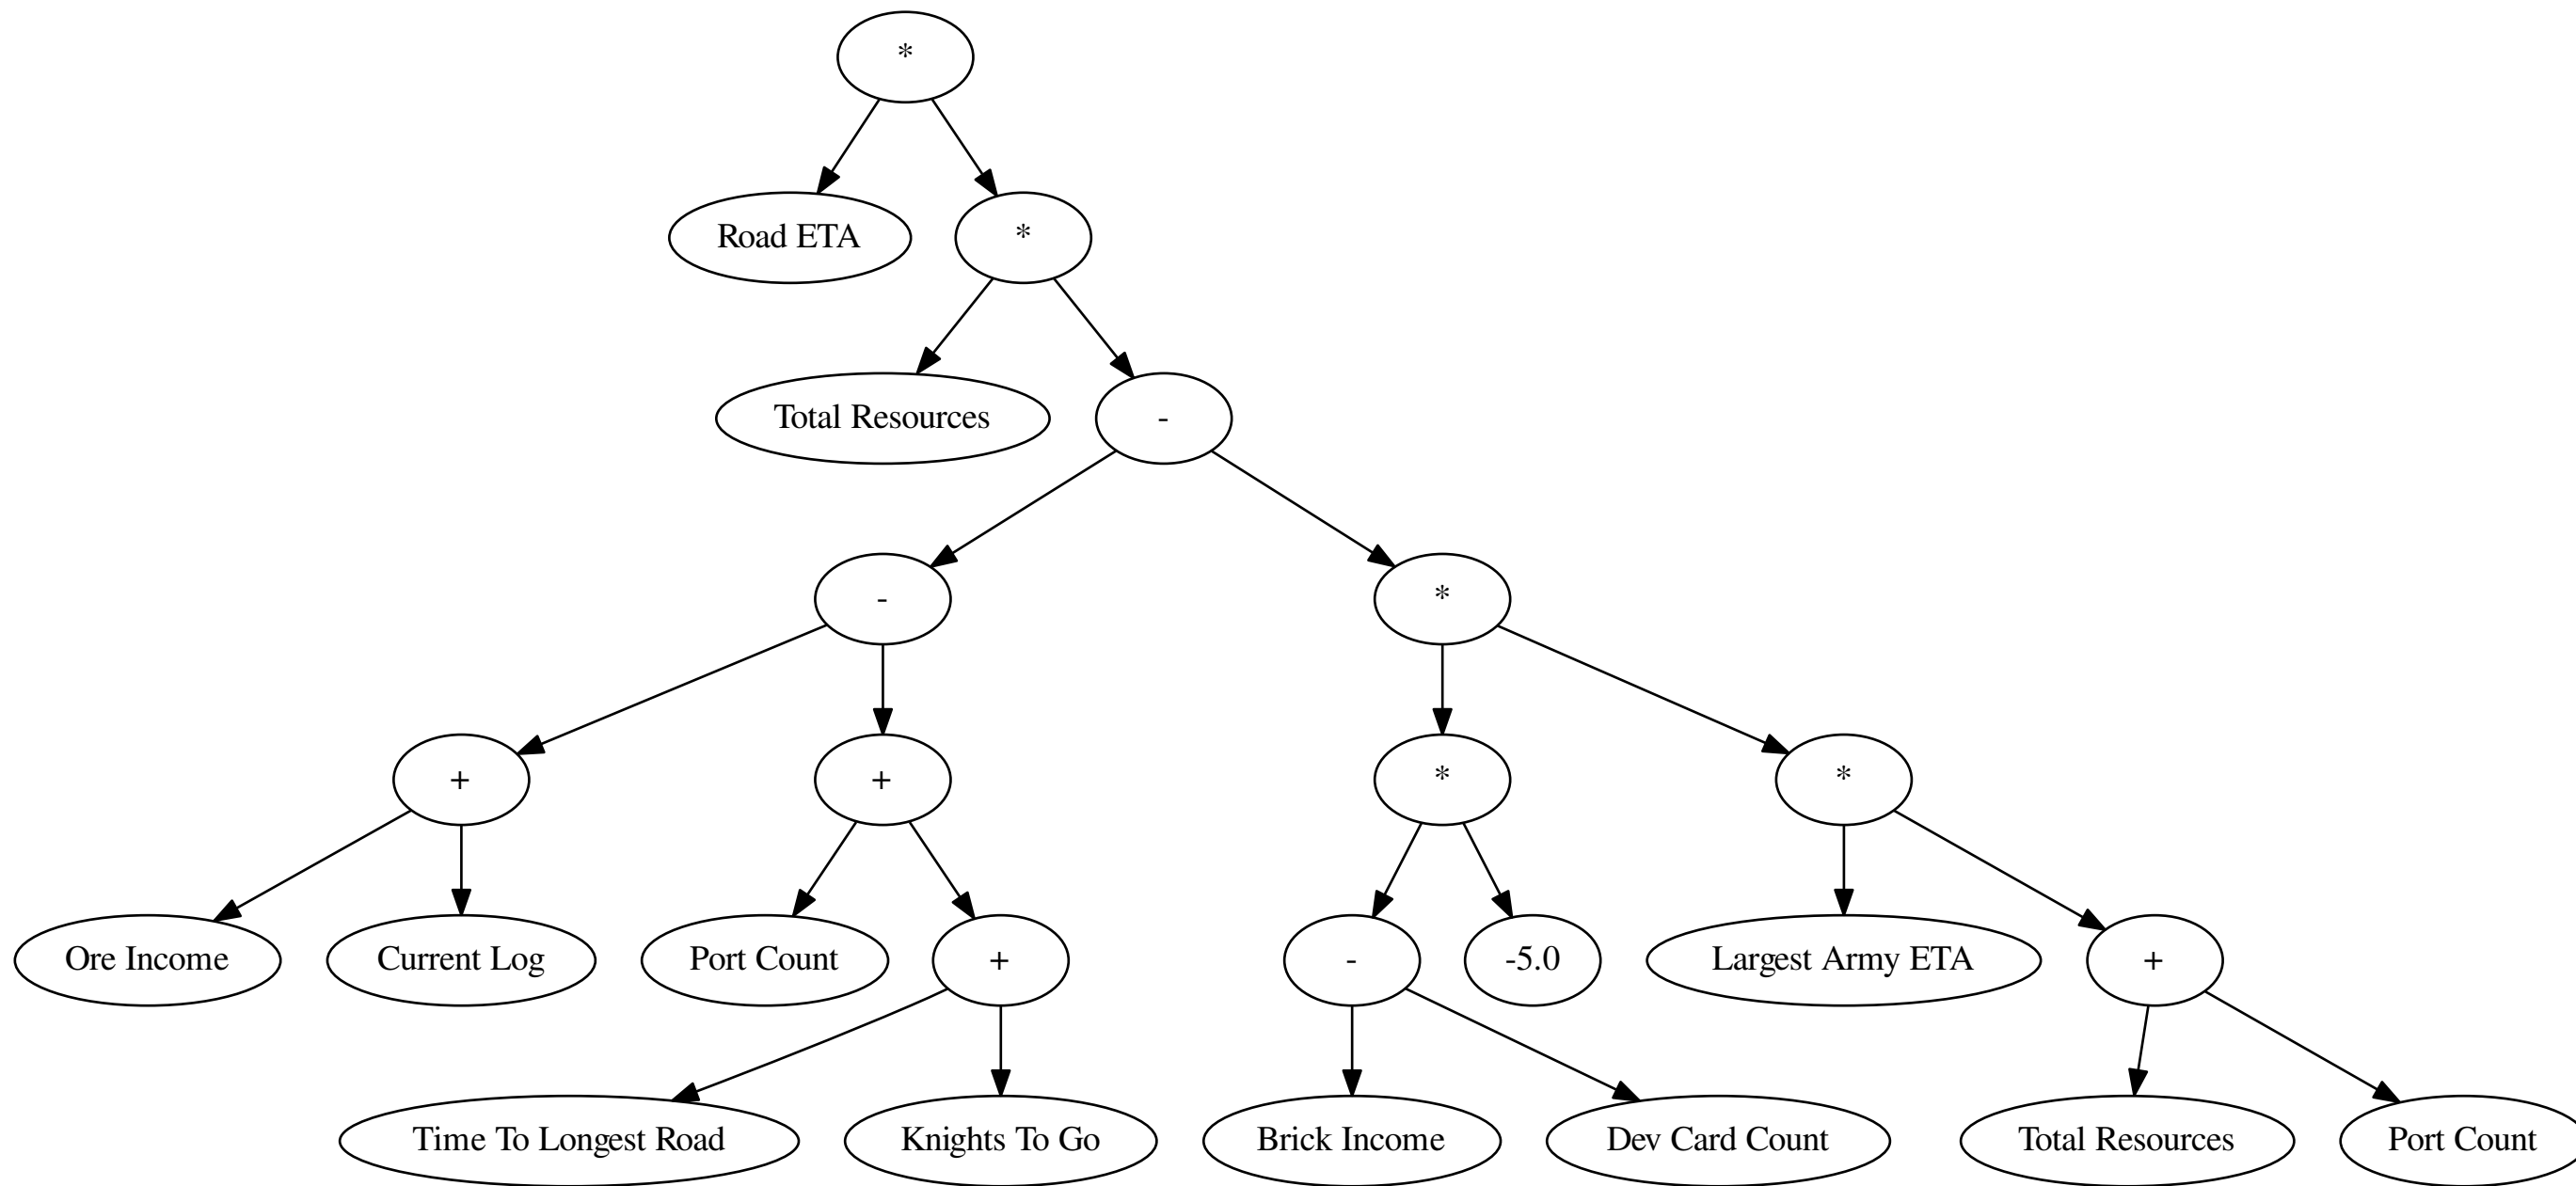 *
Road ETA
*
Total Resources
-
-
*
+
+
*
*
Ore Income
Current Log
Port Count
+
-
-5.0
Largest Army ETA
+
Time To Longest Road
Knights To Go
Brick Income
Dev Card Count
Total Resources
Port Count